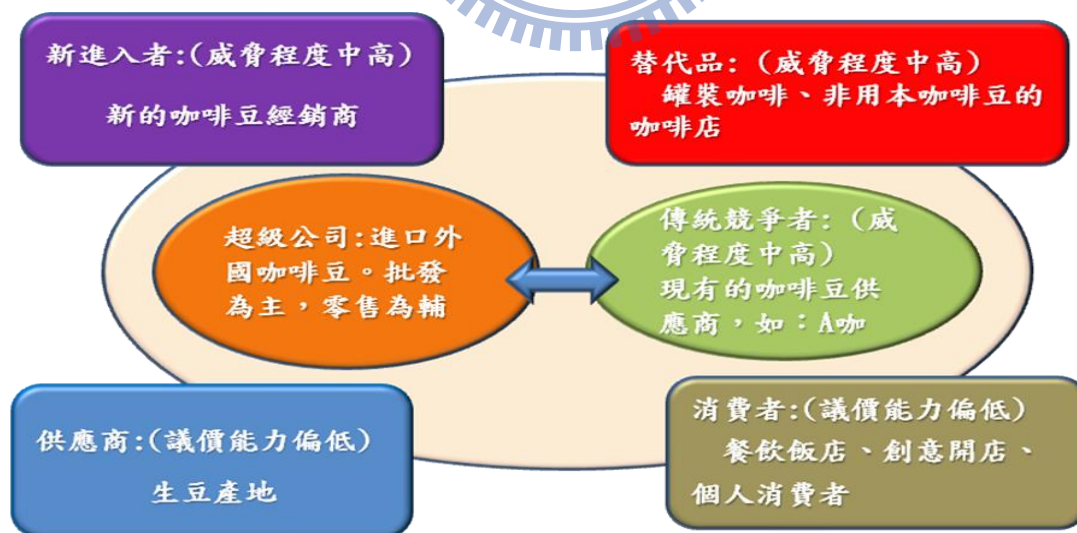 新進入者:(威脅程度中高)
新的咖啡豆經銷商
替代品:(威脅程度中高)
罐裝咖啡、非用本咖啡豆的
咖啡店
超級公司:進口外
國咖啡豆。批發
為主，零售為輔
傳統競爭者:(威
脅程度中高)
現有的咖啡豆供
應商，如：A咖
供應商:(議價能力偏低)
生豆產地
消費者:(議價能力偏低)
餐飲飯店、創意開店、
個人消費者